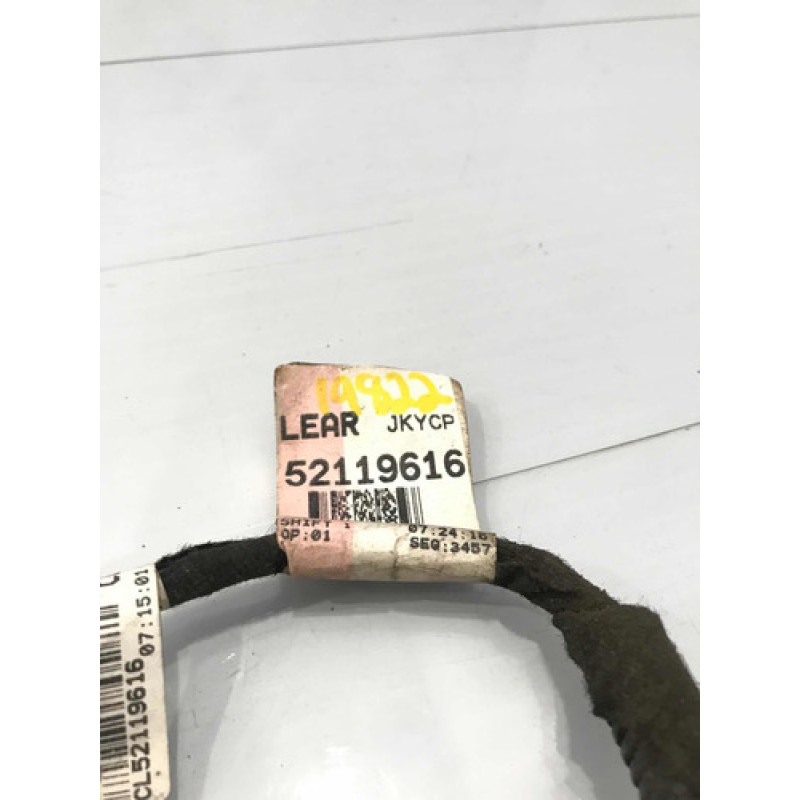 19822
LEAR JKYCP
52119616
SHIFT 1
OP:01
07:24:16
SEQ:3457
CL52119616
07:15:01